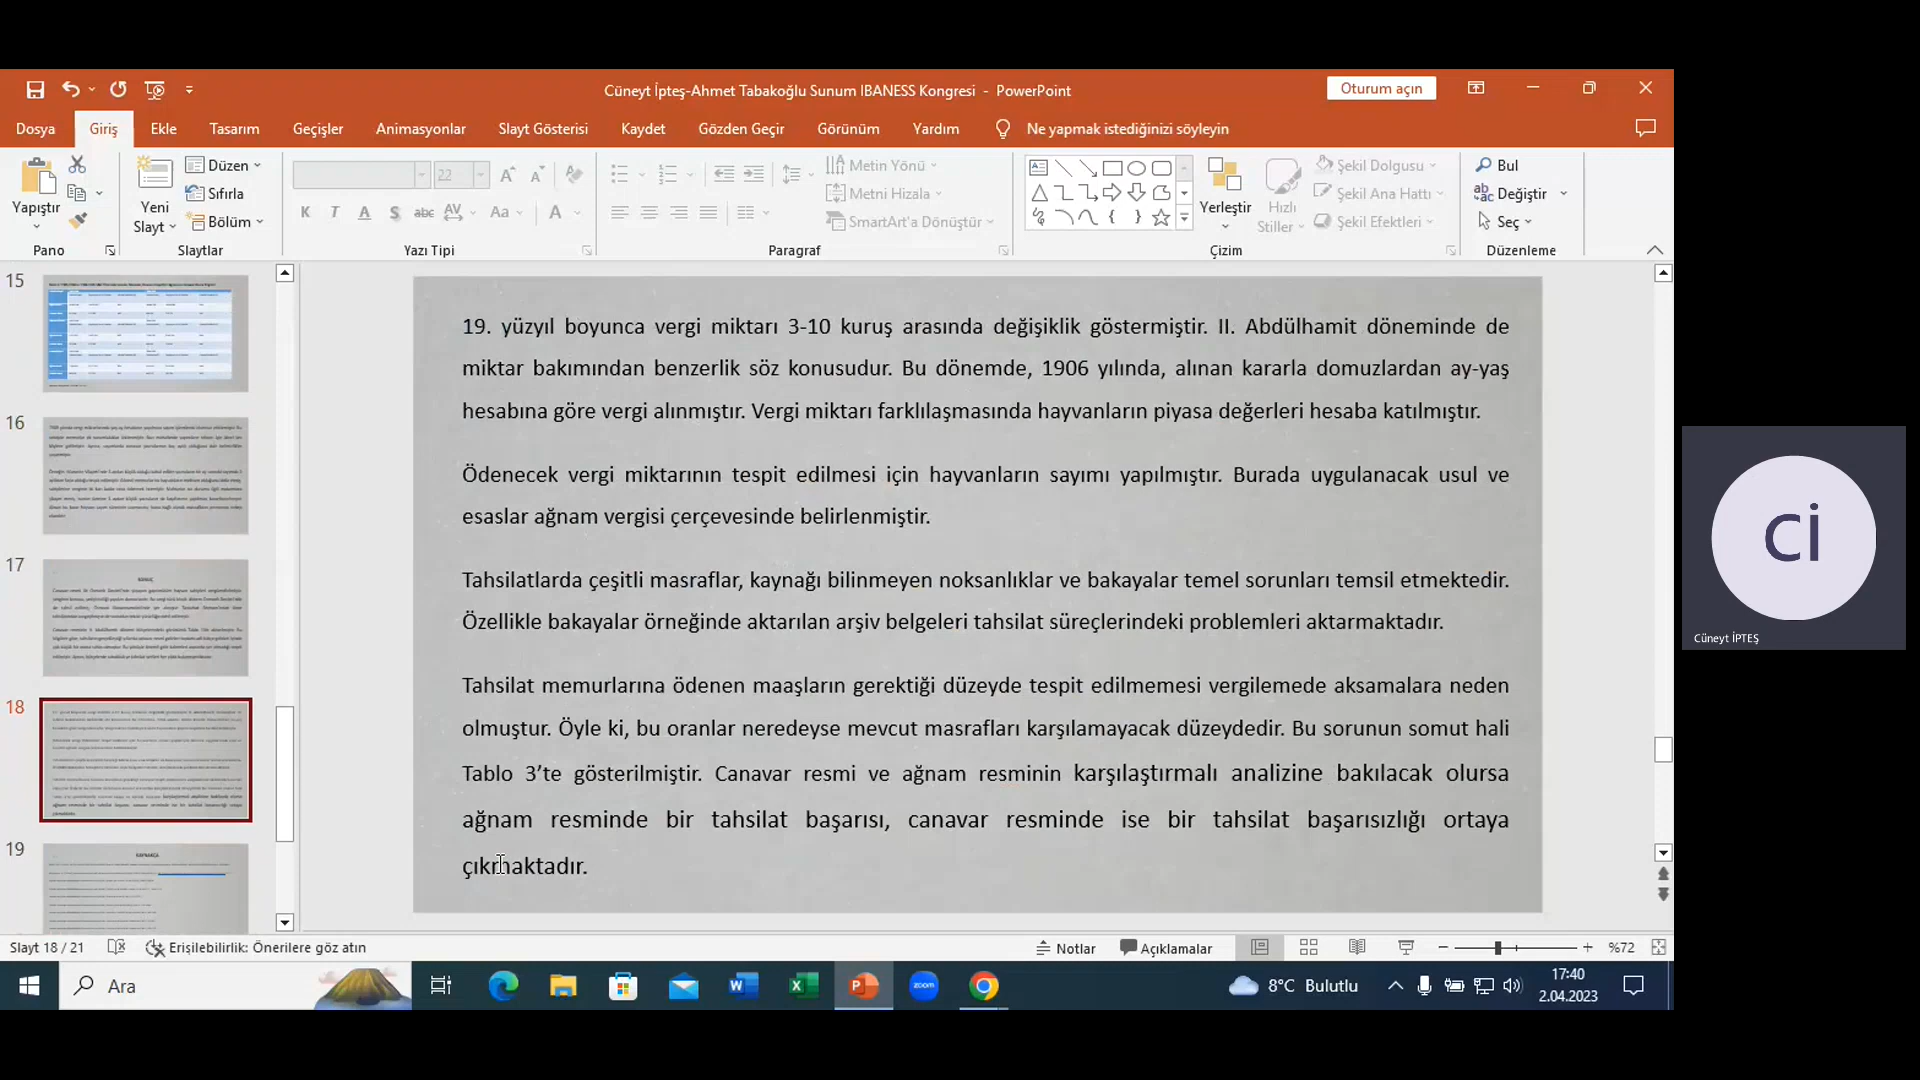 Cüneyt İpteş-Ahmet Tabakoğlu Sunum IBANESS Kongresi - PowerPoint
Oturum açın
Dosya Giriş Ekle Tasarım Geçişler Animasyonlar Slayt Gösterisi Kaydet Gözden Geçir Görünüm Yardım Ne yapmak istediğinizi söyleyin
Yapıştır
Yeni Slayt
Düzen
Sıfırla
Bölüm
22
K T A S abc AV Aa A
Metin Yönü
Metni Hizala
SmartArt'a Dönüştür
Yerleştir
Hızlı Stiller
Şekil Dolgusu
Şekil Ana Hattı
Şekil Efektleri
Bul
Değiştir
Seç
Pano Slaytlar Yazı Tipi Paragraf Çizim Düzenleme
15
16
17
SONUÇ
18
19
KAYNAKÇA
19. yüzyıl boyunca vergi miktarı 3-10 kuruş arasında değişiklik göstermiştir. II. Abdülhamit döneminde de
miktar bakımından benzerlik söz konusudur. Bu dönemde, 1906 yılında, alınan kararla domuzlardan ay-yaş
hesabına göre vergi alınmıştır. Vergi miktarı farklılaşmasında hayvanların piyasa değerleri hesaba katılmıştır.
Ödenecek vergi miktarının tespit edilmesi için hayvanların sayımı yapılmıştır. Burada uygulanacak usul ve
esaslar ağnam vergisi çerçevesinde belirlenmiştir.
Tahsilatlarda çeşitli masraflar, kaynağı bilinmeyen noksanlıklar ve bakayalar temel sorunları temsil etmektedir.
Özellikle bakayalar örneğinde aktarılan arşiv belgeleri tahsilat süreçlerindeki problemleri aktarmaktadır.
Tahsilat memurlarına ödenen maaşların gerektiği düzeyde tespit edilmemesi vergilemede aksamalara neden
olmuştur. Öyle ki, bu oranlar neredeyse mevcut masrafları karşılamayacak düzeydedir. Bu sorunun somut hali
Tablo 3’te gösterilmiştir. Canavar resmi ve ağnam resminin karşılaştırmalı analizine bakılacak olursa
ağnam resminde bir tahsilat başarısı, canavar resminde ise bir tahsilat başarısızlığı ortaya
çıkmaktadır.
Cİ
Cüneyt İPTEŞ
Slayt 18 / 21 Erişilebilirlik: Önerilere göz atın Notlar Açıklamalar %72
Ara
zoom
8°C Bulutlu
17:40
2.04.2023